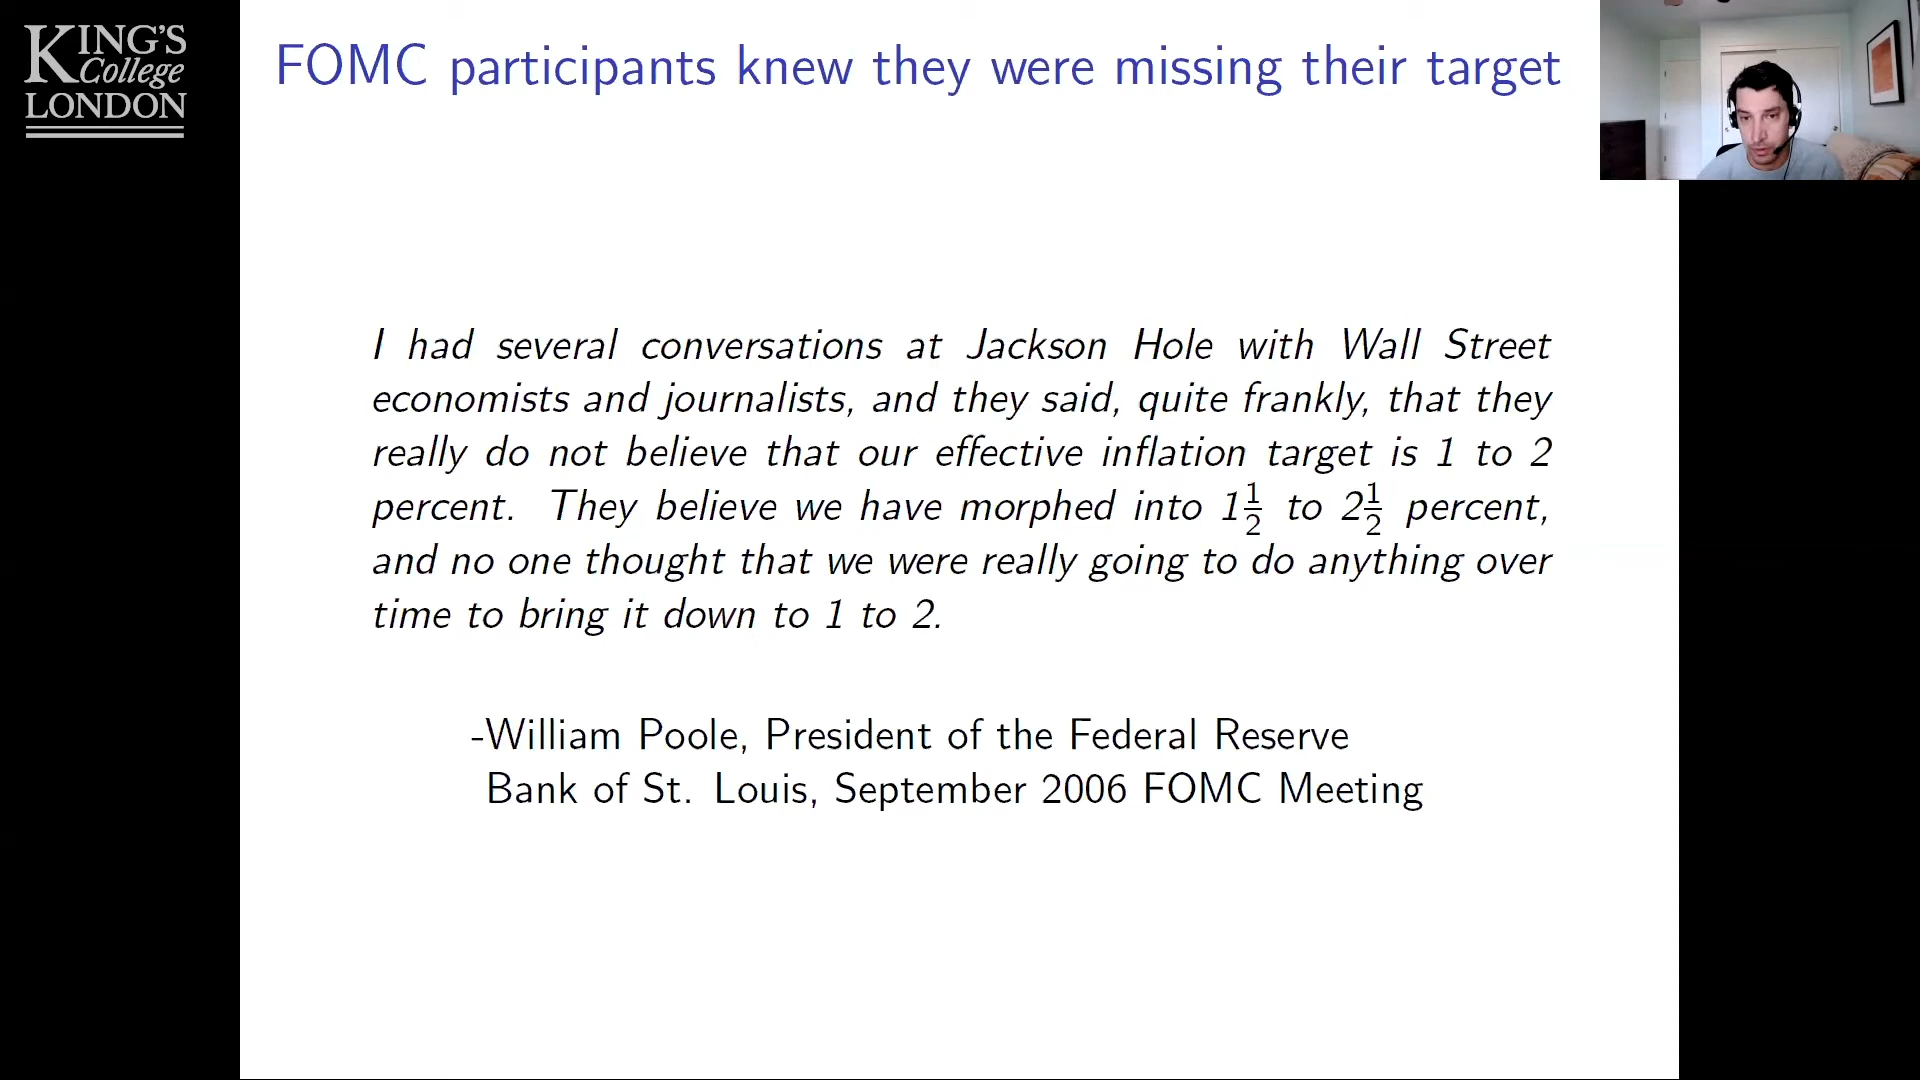 KING'S
College
LONDON
FOMC participants knew they were missing their target
I had several conversations at Jackson Hole with Wall Street
economists and journalists, and they said, quite frankly, that they
really do not believe that our effective inflation target is 1 to 2
percent. They believe we have morphed into 1½ to 2½ percent,
and no one thought that we were really going to do anything over
time to bring it down to 1 to 2.
-William Poole, President of the Federal Reserve
Bank of St. Louis, September 2006 FOMC Meeting